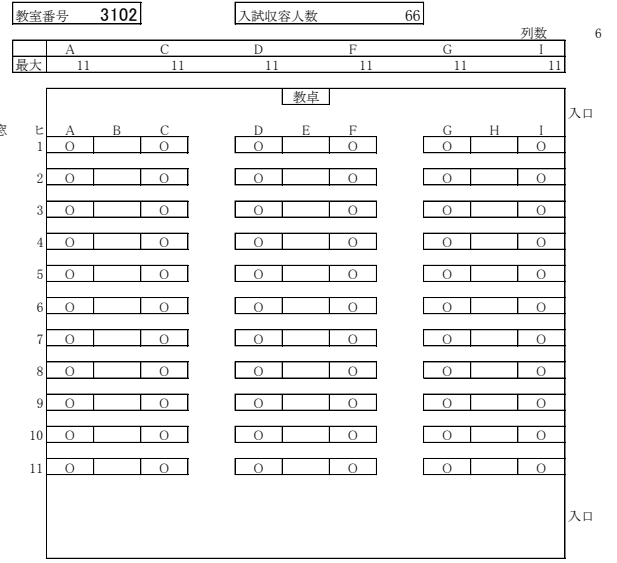 教室番号 3102 入試収容人数 66
列数 6
A C D F G I
最大 11 11 11 11 11 11
教卓
入口
窓 ヒ A B C D E F G H I
1 O O O O O O
2 O O O O O O
3 O O O O O O
4 O O O O O O
5 O O O O O O
6 O O O O O O
7 O O O O O O
8 O O O O O O
9 O O O O O O
10 O O O O O O
11 O O O O O O
入口